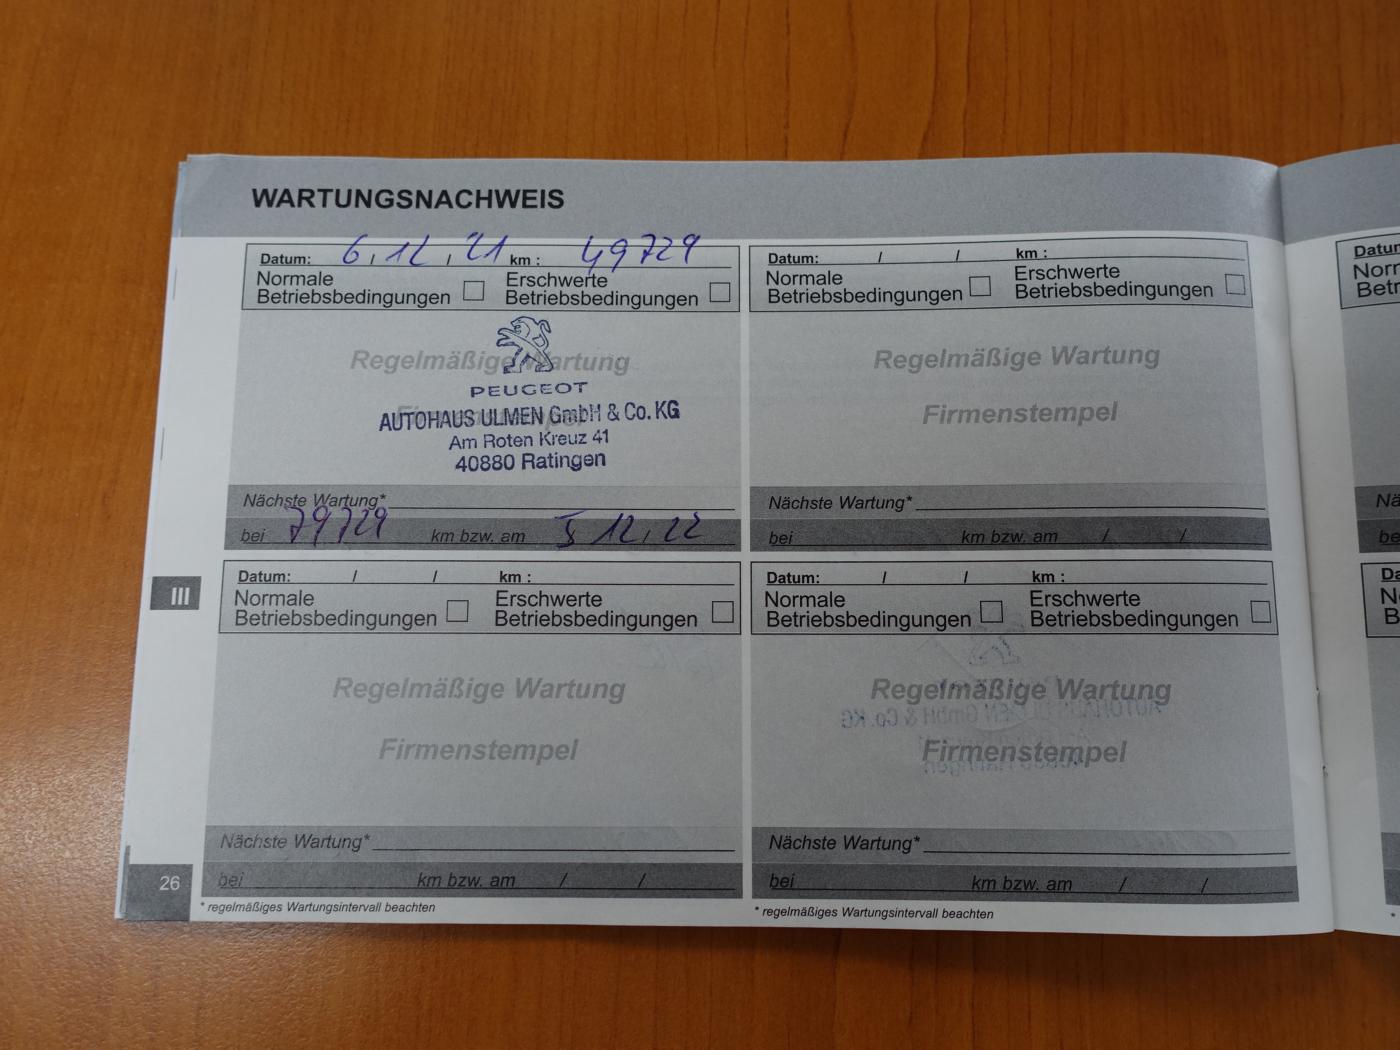 WARTUNGSNACHWEIS
Datum: 6 / 12 / 21 km : 49729
Normale Betriebsbedingungen
Erschwerte Betriebsbedingungen
Regelmäßige Wartung
Firmenstempel
PEUGEOT
AUTOHAUS ULMEN GmbH & Co. KG
Am Roten Kreuz 41
40880 Ratingen
Nächste Wartung*
bei 79729 km bzw. am 12 / 22
Datum: / / km :
Normale Betriebsbedingungen
Erschwerte Betriebsbedingungen
Regelmäßige Wartung
Firmenstempel
Nächste Wartung*
bei km bzw. am / /
III
Datum: / / km :
Normale Betriebsbedingungen
Erschwerte Betriebsbedingungen
Regelmäßige Wartung
Firmenstempel
Nächste Wartung*
bei km bzw. am / /
* regelmäßiges Wartungsintervall beachten
Datum: / / km :
Normale Betriebsbedingungen
Erschwerte Betriebsbedingungen
Regelmäßige Wartung
Firmenstempel
Nächste Wartung*
bei km bzw. am / /
* regelmäßiges Wartungsintervall beachten
26